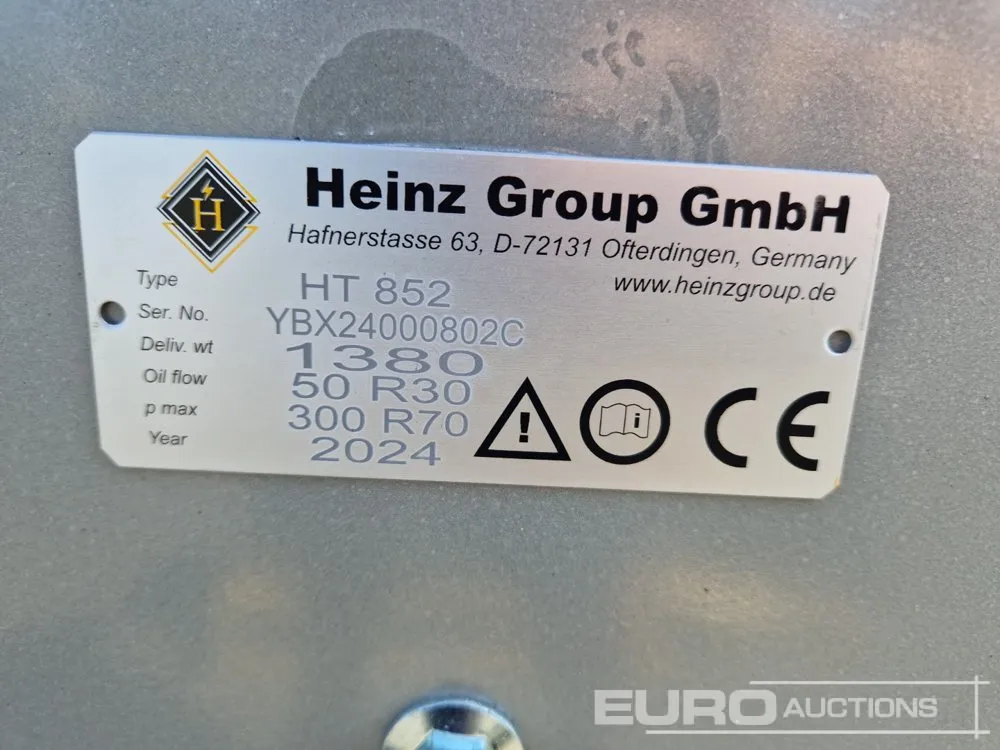 H
Heinz Group GmbH
Hafnerstasse 63, D-72131 Ofterdingen, Germany
www.heinzgroup.de
Type HT 852
Ser. No. YBX24000802C
Deliv. wt 1380
Oil flow 50 R30
p max 300 R70
Year 2024
! i CE
EURO AUCTIONS